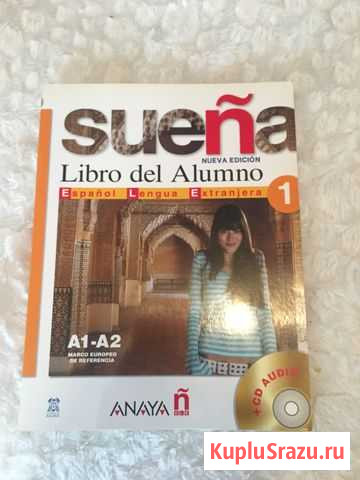 sueña
NUEVA EDICIÓN
Libro del Alumno
Español Lengua Extranjera
1
A1-A2
MARCO EUROPEO
DE REFERENCIA
+ CD AUDIO
ANAYA ñ
KupluSrazu.ru